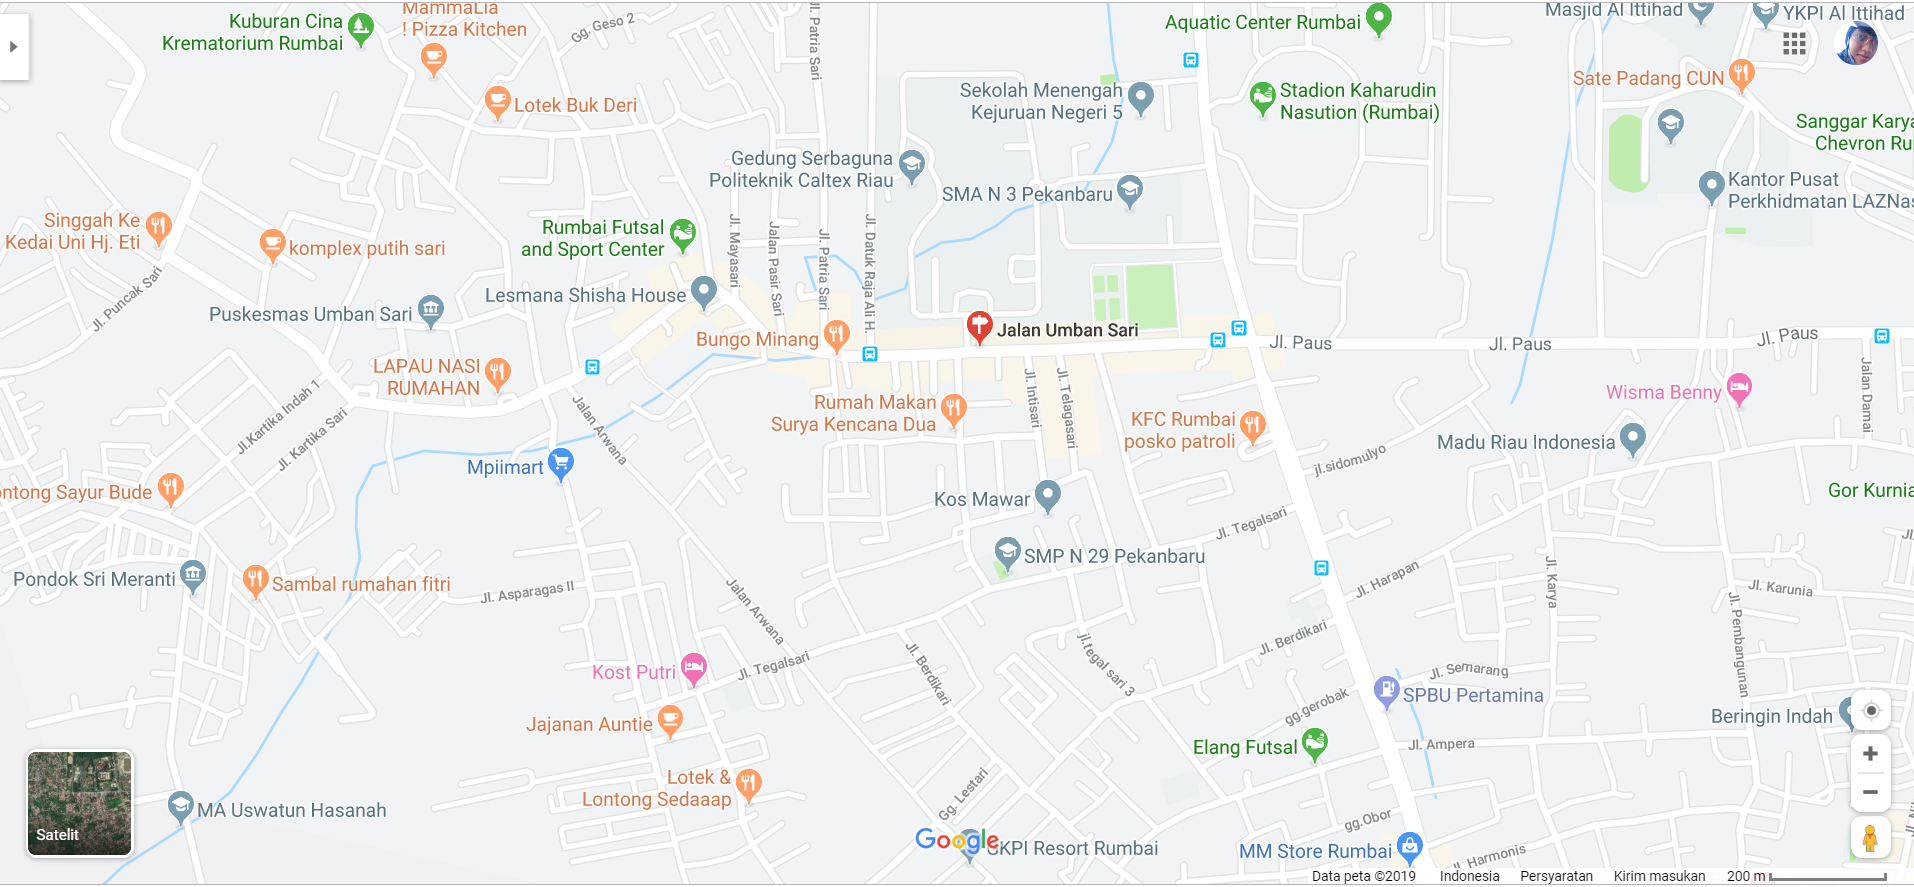 Kuburan Cina
Krematorium Rumbai
MammaLia
! Pizza Kitchen
Gg. Geso 2
Jl. Patria Sari
Aquatic Center Rumbai
Masjid Al Ittihad
YKPI Al Ittihad
Lotek Buk Deri
Sekolah Menengah
Kejuruan Negeri 5
Stadion Kaharudin
Nasution (Rumbai)
Sate Padang CUN
Sanggar Karya
Chevron Ru
Gedung Serbaguna
Politeknik Caltex Riau
SMA N 3 Pekanbaru
Kantor Pusat
Perkhidmatan LAZNas
Singgah Ke
Kedai Uni Hj. Eti
komplex putih sari
Rumbai Futsal
and Sport Center
Jl. Mayasari
Jalan Pasir Sari
Jl. Patria Sari
Jl. Datuk Raja Ali H.
Jl. Puncak Sari
Puskesmas Umban Sari
Lesmana Shisha House
Bungo Minang
Jalan Umban Sari
Jl. Paus
Jl. Paus
Jl. Paus
LAPAU NASI
RUMAHAN
Jl.Kartika Indah 1
Jl. Kartika Sari
Jalan Arwana
Rumah Makan
Surya Kencana Dua
Jl. Intisari
Jl. Telagasari
KFC Rumbai
posko patroli
Wisma Benny
Jalan Damai
Madu Riau Indonesia
jl.sidomulyo
Mpiimart
ontong Sayur Bude
Kos Mawar
Gor Kurnia
Jl. Tegalsari
SMP N 29 Pekanbaru
Pondok Sri Meranti
Sambal rumahan fitri
Jl. Asparagas II
Jalan Arwana
Jl. Harapan
Jl. Karya
Jl. Karunia
Jl. Pembangunan
Jl. Berdikari
Jl. Berdikari
jl.tegal sari 3
Jl. Tegalsari
Kost Putri
Jl. Semarang
SPBU Pertamina
gg.gerobak
Beringin Indah
Jajanan Auntie
Elang Futsal
Jl. Ampera
Lotek &
Lontong Sedaaap
Gg. Lestari
gg.Obor
MA Uswatun Hasanah
Satelit
Google
GKPI Resort Rumbai
MM Store Rumbai
Jl. Harmonis
Data peta ©2019 Indonesia Persyaratan Kirim masukan 200 m